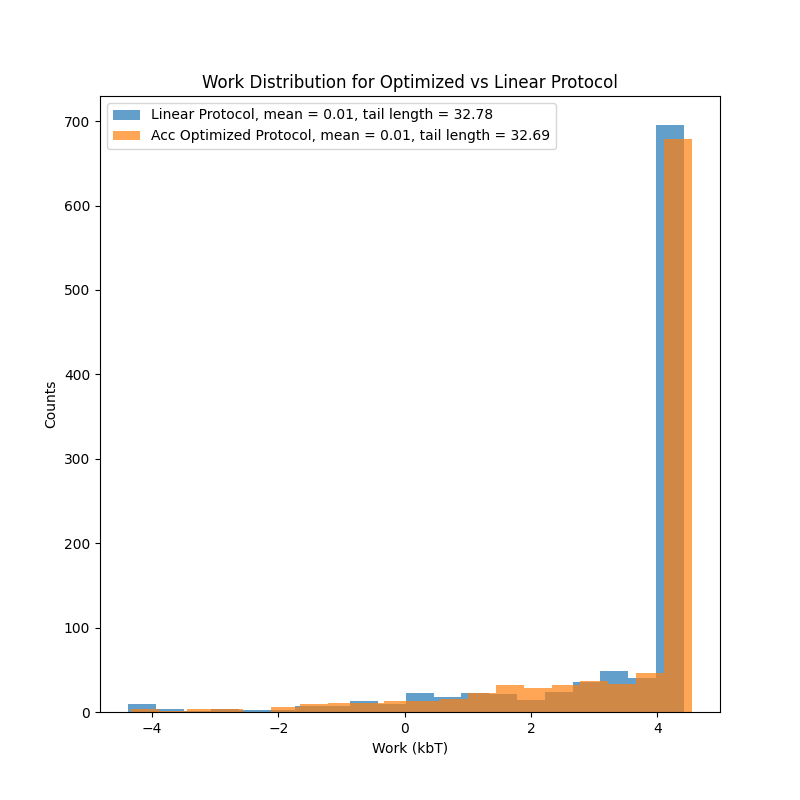 Work Distribution for Optimized vs Linear Protocol
Linear Protocol, mean = 0.01, tail length = 32.78
Acc Optimized Protocol, mean = 0.01, tail length = 32.69
700
600
500
400
300
200
100
0
Counts
−4
−2
0
2
4
Work (kbT)